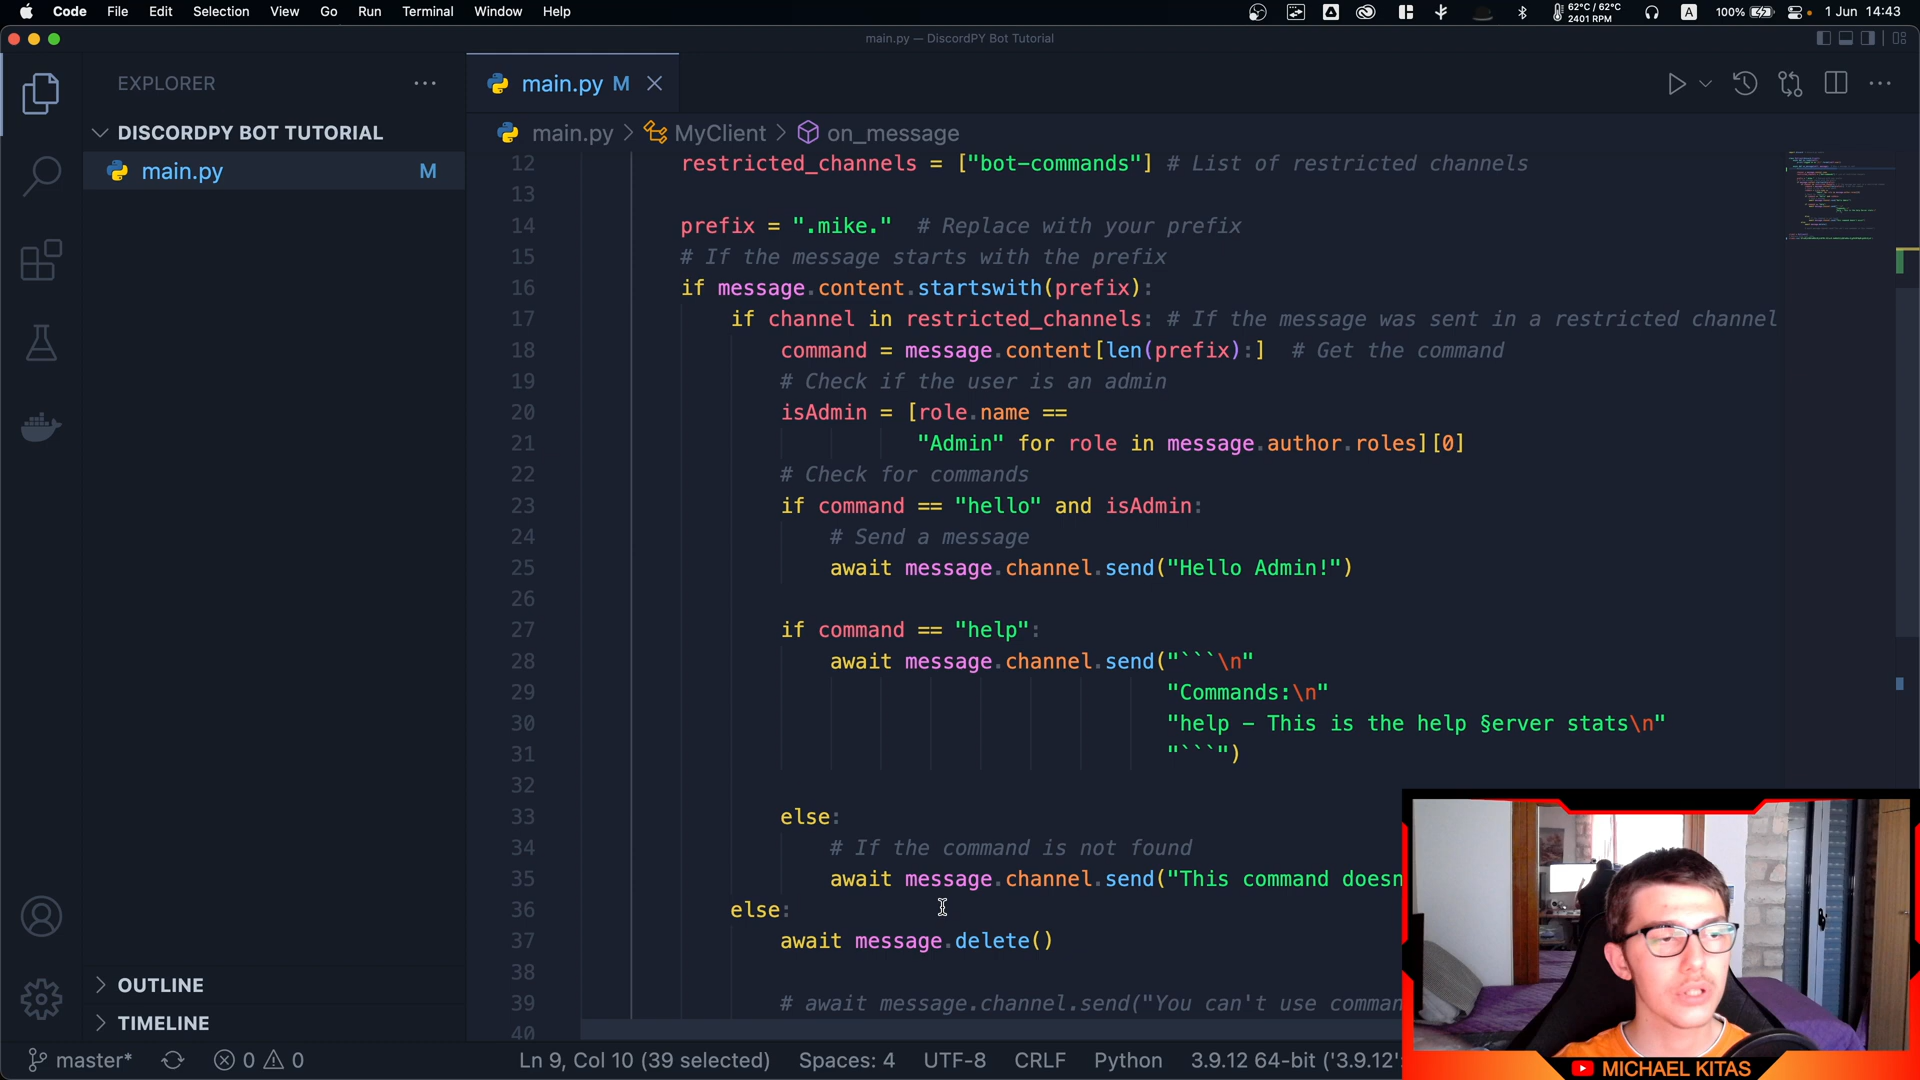 Code File Edit Selection View Go Run Terminal Window Help
62°C / 62°C
2401 RPM
A 100% 1 Jun 14:43
main.py — DiscordPY Bot Tutorial
EXPLORER
DISCORDPY BOT TUTORIAL
main.py M
OUTLINE
TIMELINE
main.py M
main.py > MyClient > on_message
12 restricted_channels = ["bot-commands"] # List of restricted channels
13
14 prefix = ".mike." # Replace with your prefix
15 # If the message starts with the prefix
16 if message.content.startswith(prefix):
17 if channel in restricted_channels: # If the message was sent in a restricted channel
18 command = message.content[len(prefix):] # Get the command
19 # Check if the user is an admin
20 isAdmin = [role.name ==
21 "Admin" for role in message.author.roles][0]
22 # Check for commands
23 if command == "hello" and isAdmin:
24 # Send a message
25 await message.channel.send("Hello Admin!")
26
27 if command == "help":
28 await message.channel.send("```\n"
29 "Commands:\n"
30 "help – This is the help §erver stats\n"
31 "```")
32
33 else:
34 # If the command is not found
35 await message.channel.send("This command doesn
36 else:
37 await message.delete()
38
39 # await message.channel.send("You can't use comman
40
master* 0 0 Ln 9, Col 10 (39 selected) Spaces: 4 UTF-8 CRLF Python 3.9.12 64-bit ('3.9.12':
MICHAEL KITAS